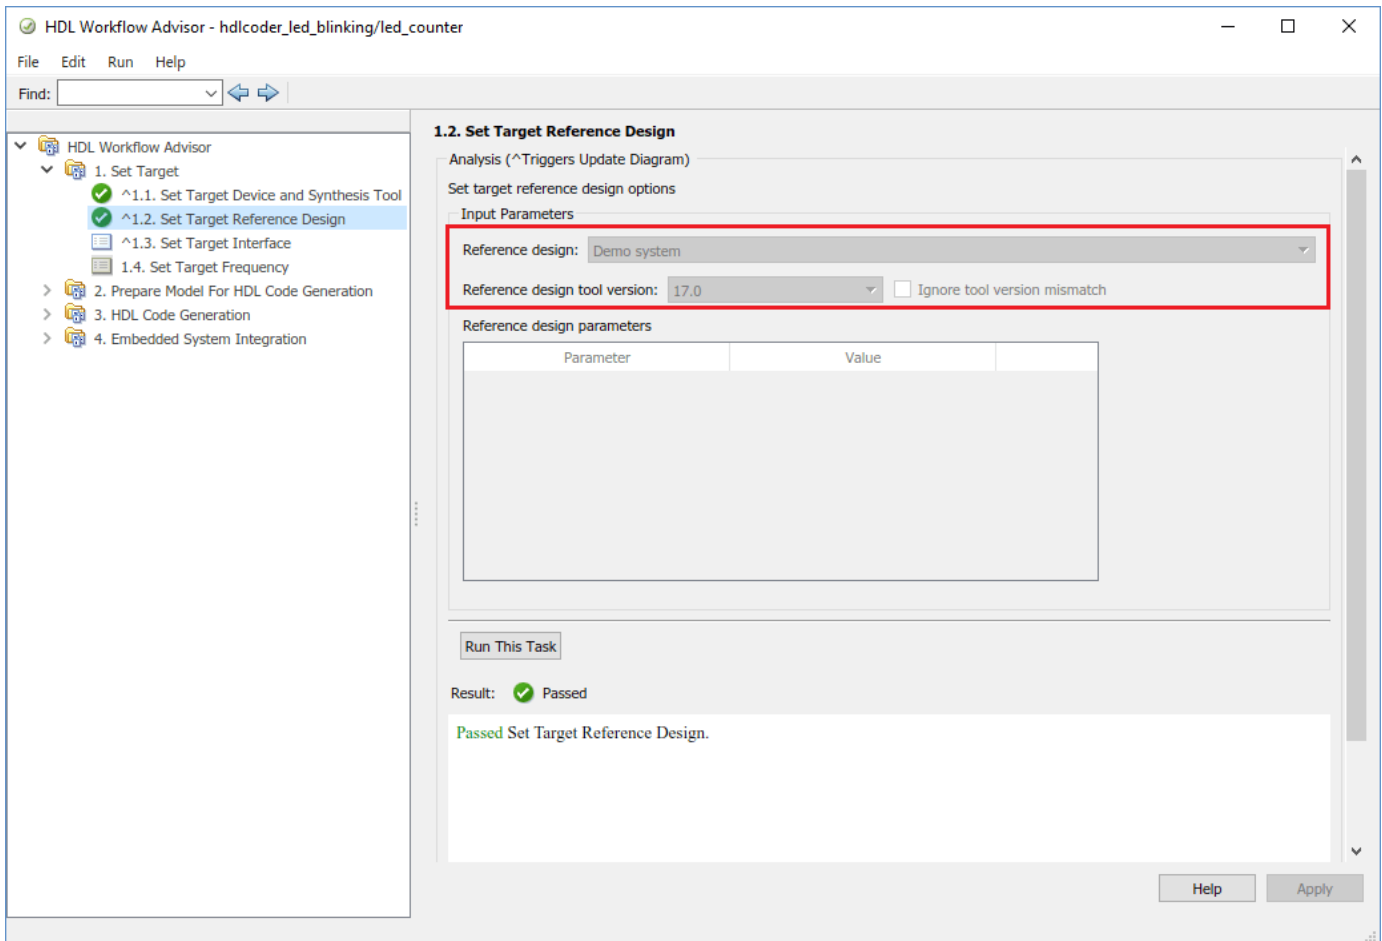 HDL Workflow Advisor - hdlcoder_led_blinking/led_counter
File Edit Run Help
Find:
HDL Workflow Advisor
1. Set Target
^1.1. Set Target Device and Synthesis Tool
^1.2. Set Target Reference Design
^1.3. Set Target Interface
1.4. Set Target Frequency
2. Prepare Model For HDL Code Generation
3. HDL Code Generation
4. Embedded System Integration
1.2. Set Target Reference Design
Analysis (^Triggers Update Diagram)
Set target reference design options
Input Parameters
Reference design: Demo system
Reference design tool version: 17.0 Ignore tool version mismatch
Reference design parameters
Parameter Value
Run This Task
Result: Passed
Passed Set Target Reference Design.
Help Apply